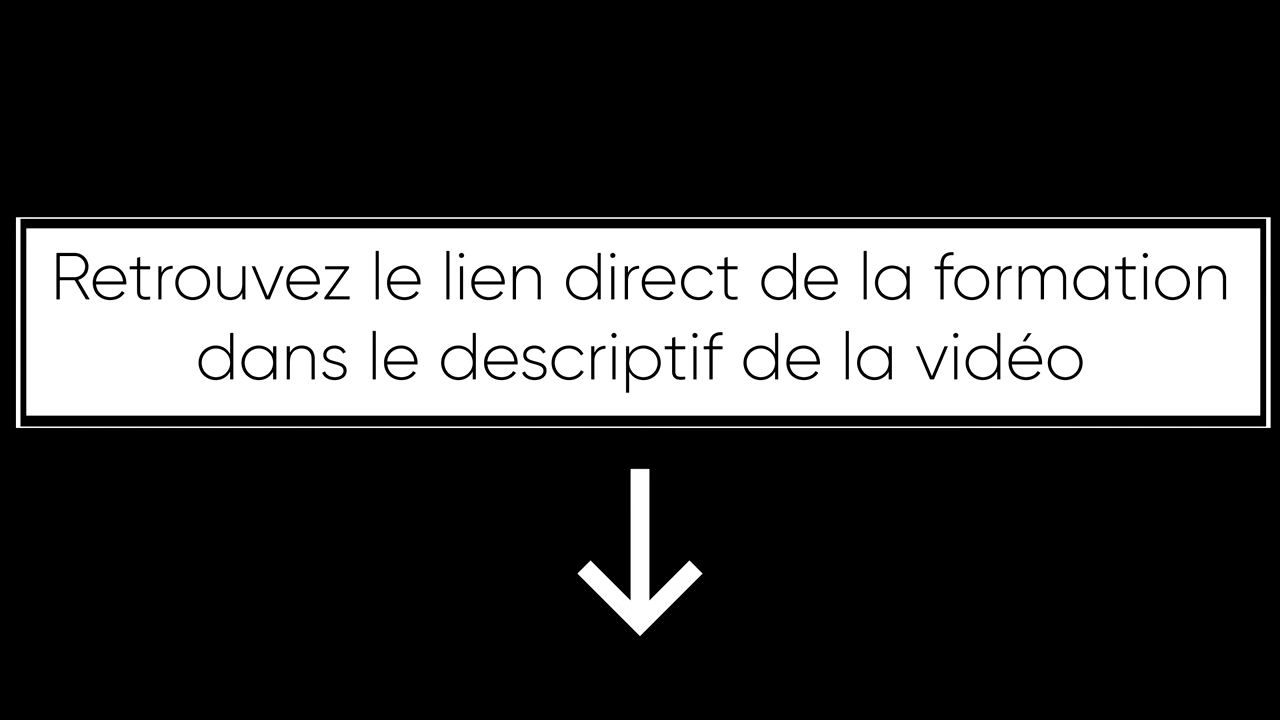 Retrouvez le lien direct de la formation
dans le descriptif de la vidéo